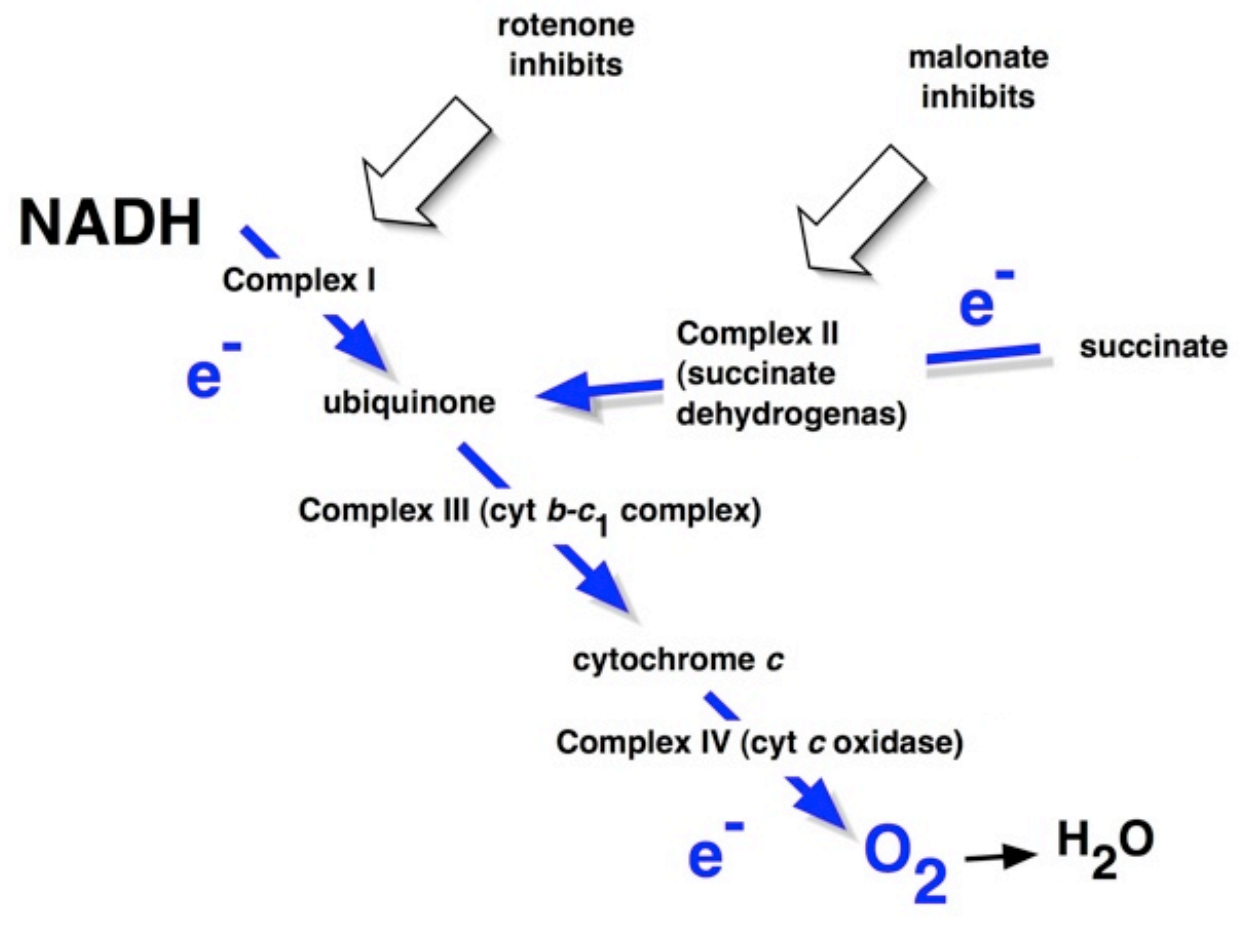 rotenone
inhibits
malonate
inhibits
NADH
Complex I
e-
ubiquinone
Complex II
(succinate
dehydrogenas)
e-
succinate
Complex III (cyt b-c1 complex)
cytochrome c
Complex IV (cyt c oxidase)
e-
O2
H2O